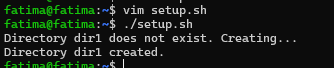 fatima@fatima:~$ vim setup.sh
fatima@fatima:~$ ./setup.sh
Directory dir1 does not exist. Creating...
Directory dir1 created.
fatima@fatima:~$